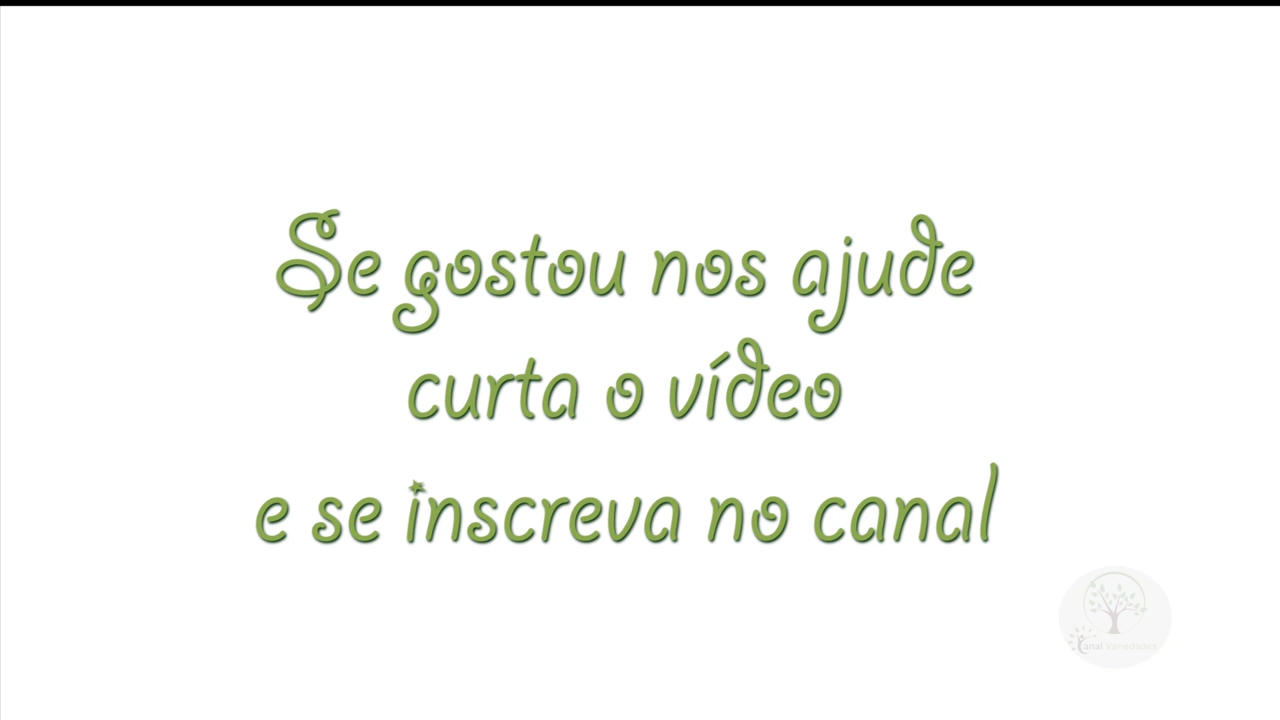 Se gostou nos ajude
curta o vídeo
e se inscreva no canal
Canal Variedades